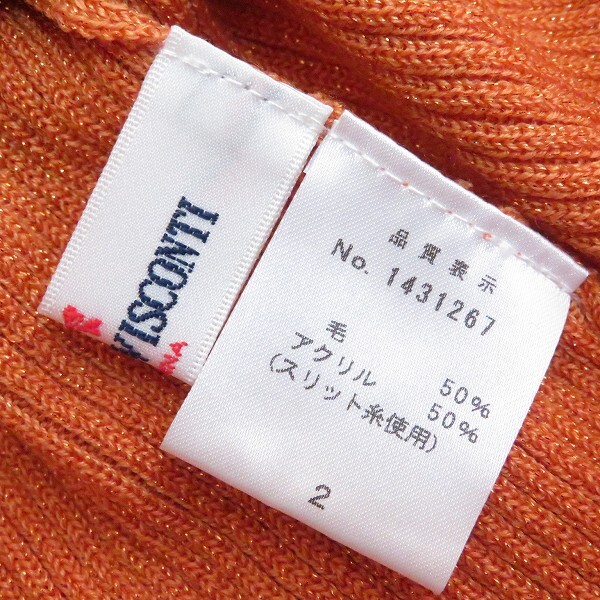 VISCONTI
品質表示
No. 1431267
毛 50%
アクリル 50%
(スリット糸使用)
2